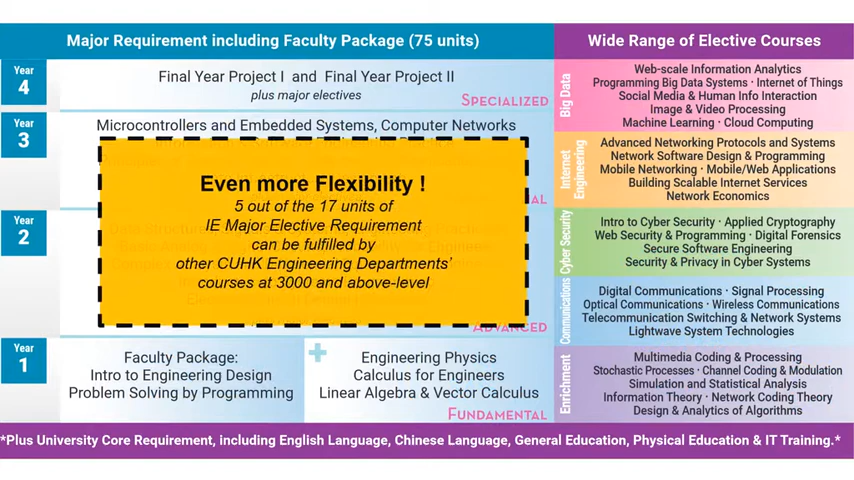 Major Requirement including Faculty Package (75 units)
Year
4
Final Year Project I and Final Year Project II
plus major electives
SPECIALIZED
Year
3
Microcontrollers and Embedded Systems, Computer Networks
Even more Flexibility !
5 out of the 17 units of
IE Major Elective Requirement
can be fulfilled by
other CUHK Engineering Departments'
courses at 3000 and above-level
Year
2
ADVANCED
Year
1
Faculty Package:
Intro to Engineering Design
Problem Solving by Programming
+
Engineering Physics
Calculus for Engineers
Linear Algebra & Vector Calculus
FUNDAMENTAL
Wide Range of Elective Courses
Big Data
Web-scale Information Analytics
Programming Big Data Systems · Internet of Things
Social Media & Human Info Interaction
Image & Video Processing
Machine Learning · Cloud Computing
Internet
Engineering
Advanced Networking Protocols and Systems
Network Software Design & Programming
Mobile Networking · Mobile/Web Applications
Building Scalable Internet Services
Network Economics
Cyber Security
Intro to Cyber Security · Applied Cryptography
Web Security & Programming · Digital Forensics
Secure Software Engineering
Security & Privacy in Cyber Systems
Communications
Digital Communications · Signal Processing
Optical Communications · Wireless Communications
Telecommunication Switching & Network Systems
Lightwave System Technologies
Enrichment
Multimedia Coding & Processing
Stochastic Processes · Channel Coding & Modulation
Simulation and Statistical Analysis
Information Theory · Network Coding Theory
Design & Analytics of Algorithms
*Plus University Core Requirement, including English Language, Chinese Language, General Education, Physical Education & IT Training.*